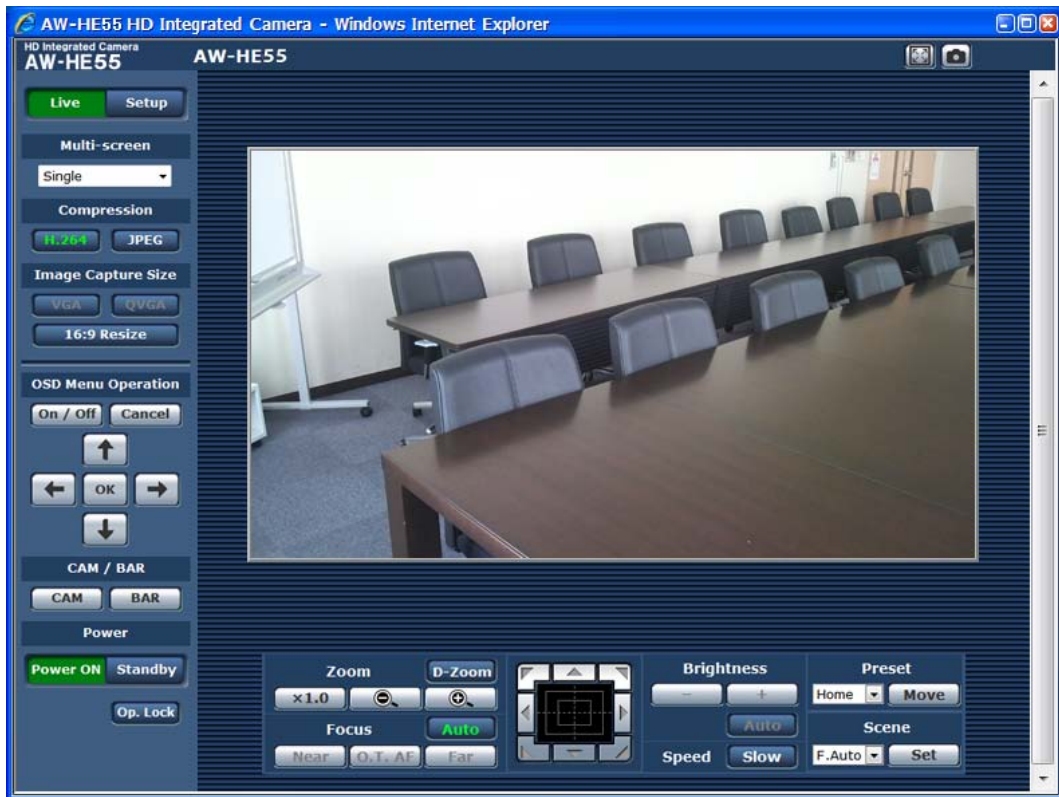 AW-HE55 HD Integrated Camera - Windows Internet Explorer
HD Integrated Camera
AW-HE55
AW-HE55
Live Setup
Multi-screen
Single
Compression
H.264 JPEG
Image Capture Size
VGA QVGA
16:9 Resize
OSD Menu Operation
On / Off Cancel
OK
CAM / BAR
CAM BAR
Power
Power ON Standby
Op. Lock
Zoom D-Zoom
×1.0
Focus Auto
Near O.T. AF Far
Brightness
- +
Auto
Speed Slow
Preset
Home Move
Scene
F.Auto Set